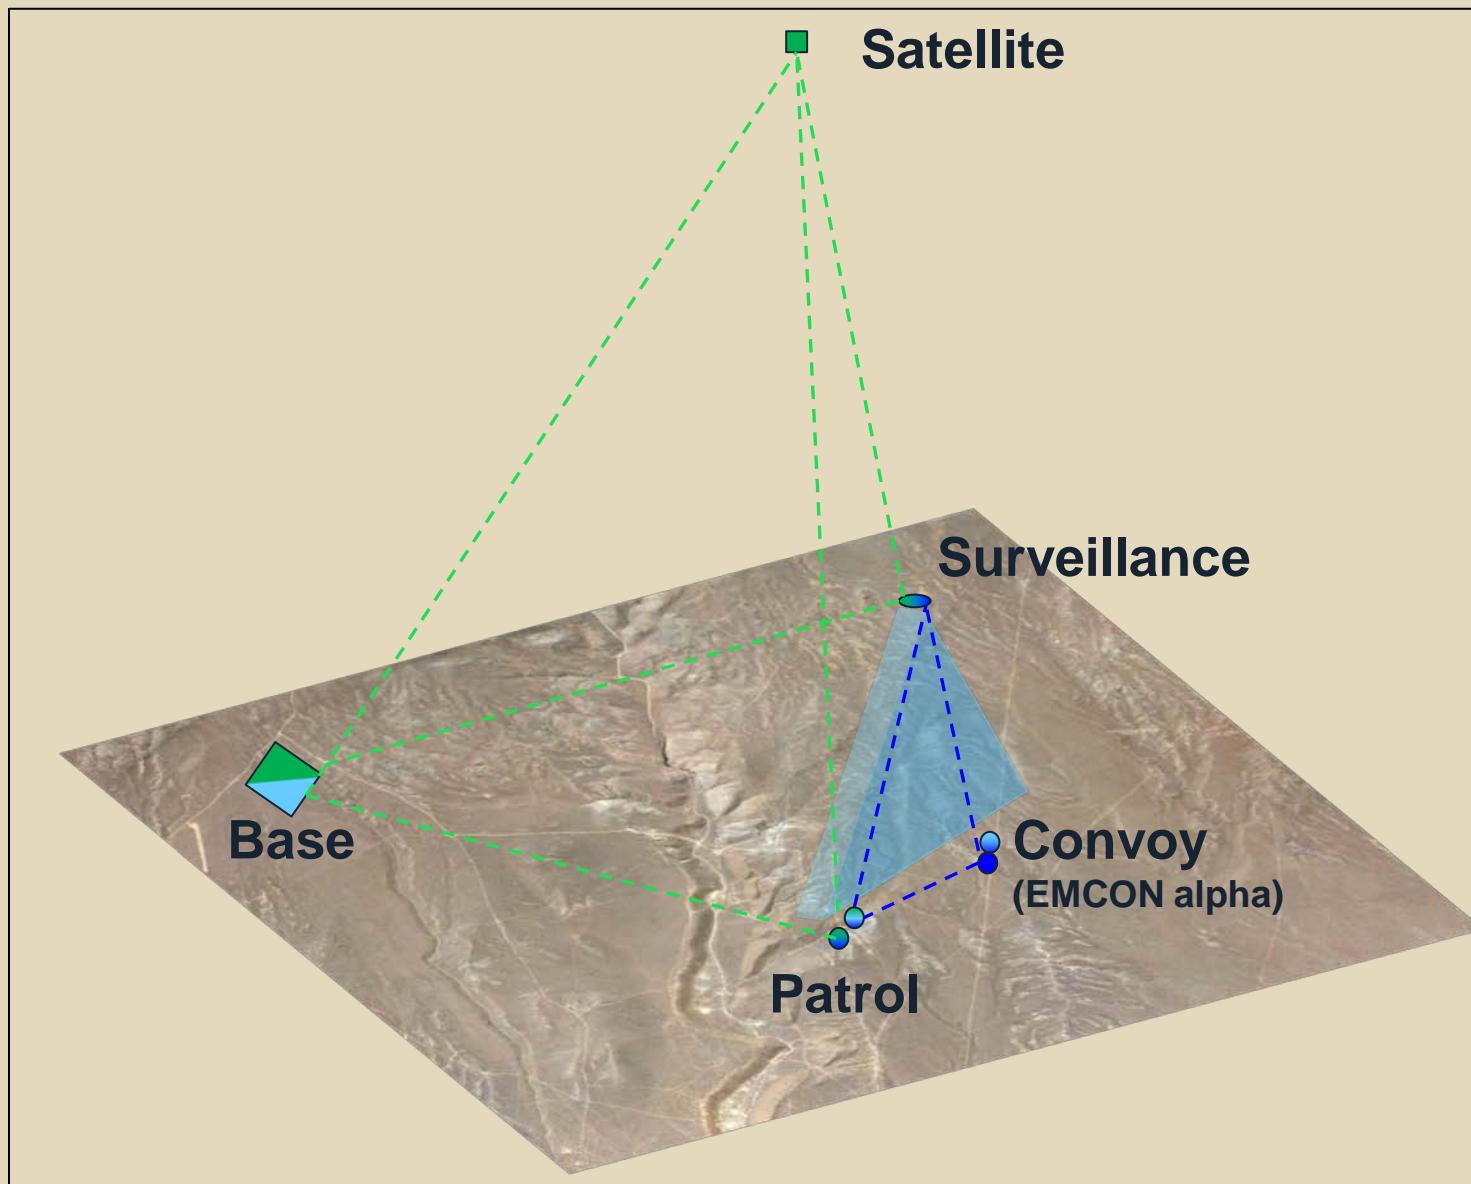 Satellite
Surveillance
Base
Convoy
(EMCON alpha)
Patrol